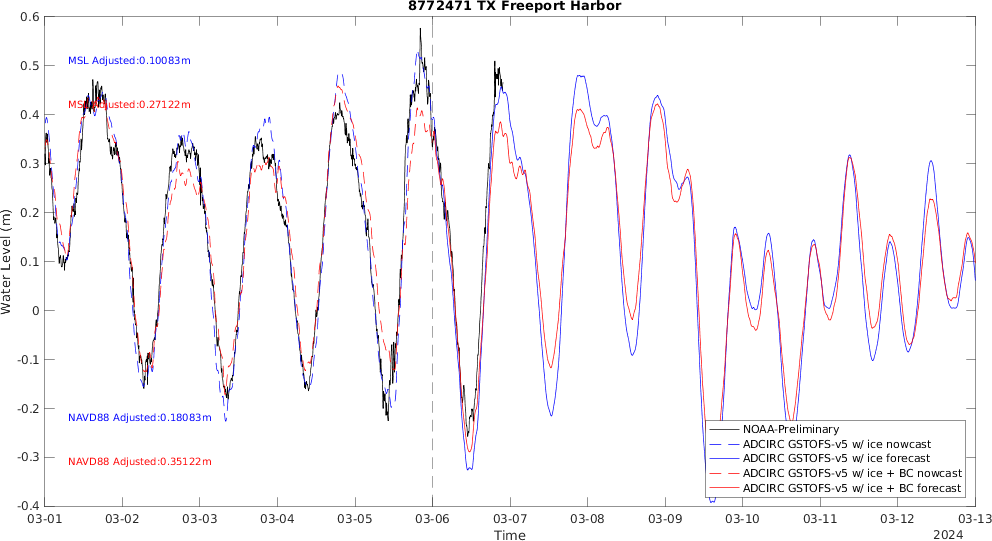 8772471 TX Freeport Harbor
0.6
0.5
0.4
0.3
0.2
0.1
0
-0.1
-0.2
-0.3
-0.4
Water Level (m)
MSL Adjusted:0.10083m
MSL Adjusted:0.27122m
NAVD88 Adjusted:0.18083m
NAVD88 Adjusted:0.35122m
NOAA-Preliminary
ADCIRC GSTOFS-v5 w/ ice nowcast
ADCIRC GSTOFS-v5 w/ ice forecast
ADCIRC GSTOFS-v5 w/ ice + BC nowcast
ADCIRC GSTOFS-v5 w/ ice + BC forecast
03-01 03-02 03-03 03-04 03-05 03-06 03-07 03-08 03-09 03-10 03-11 03-12 03-13
Time
2024